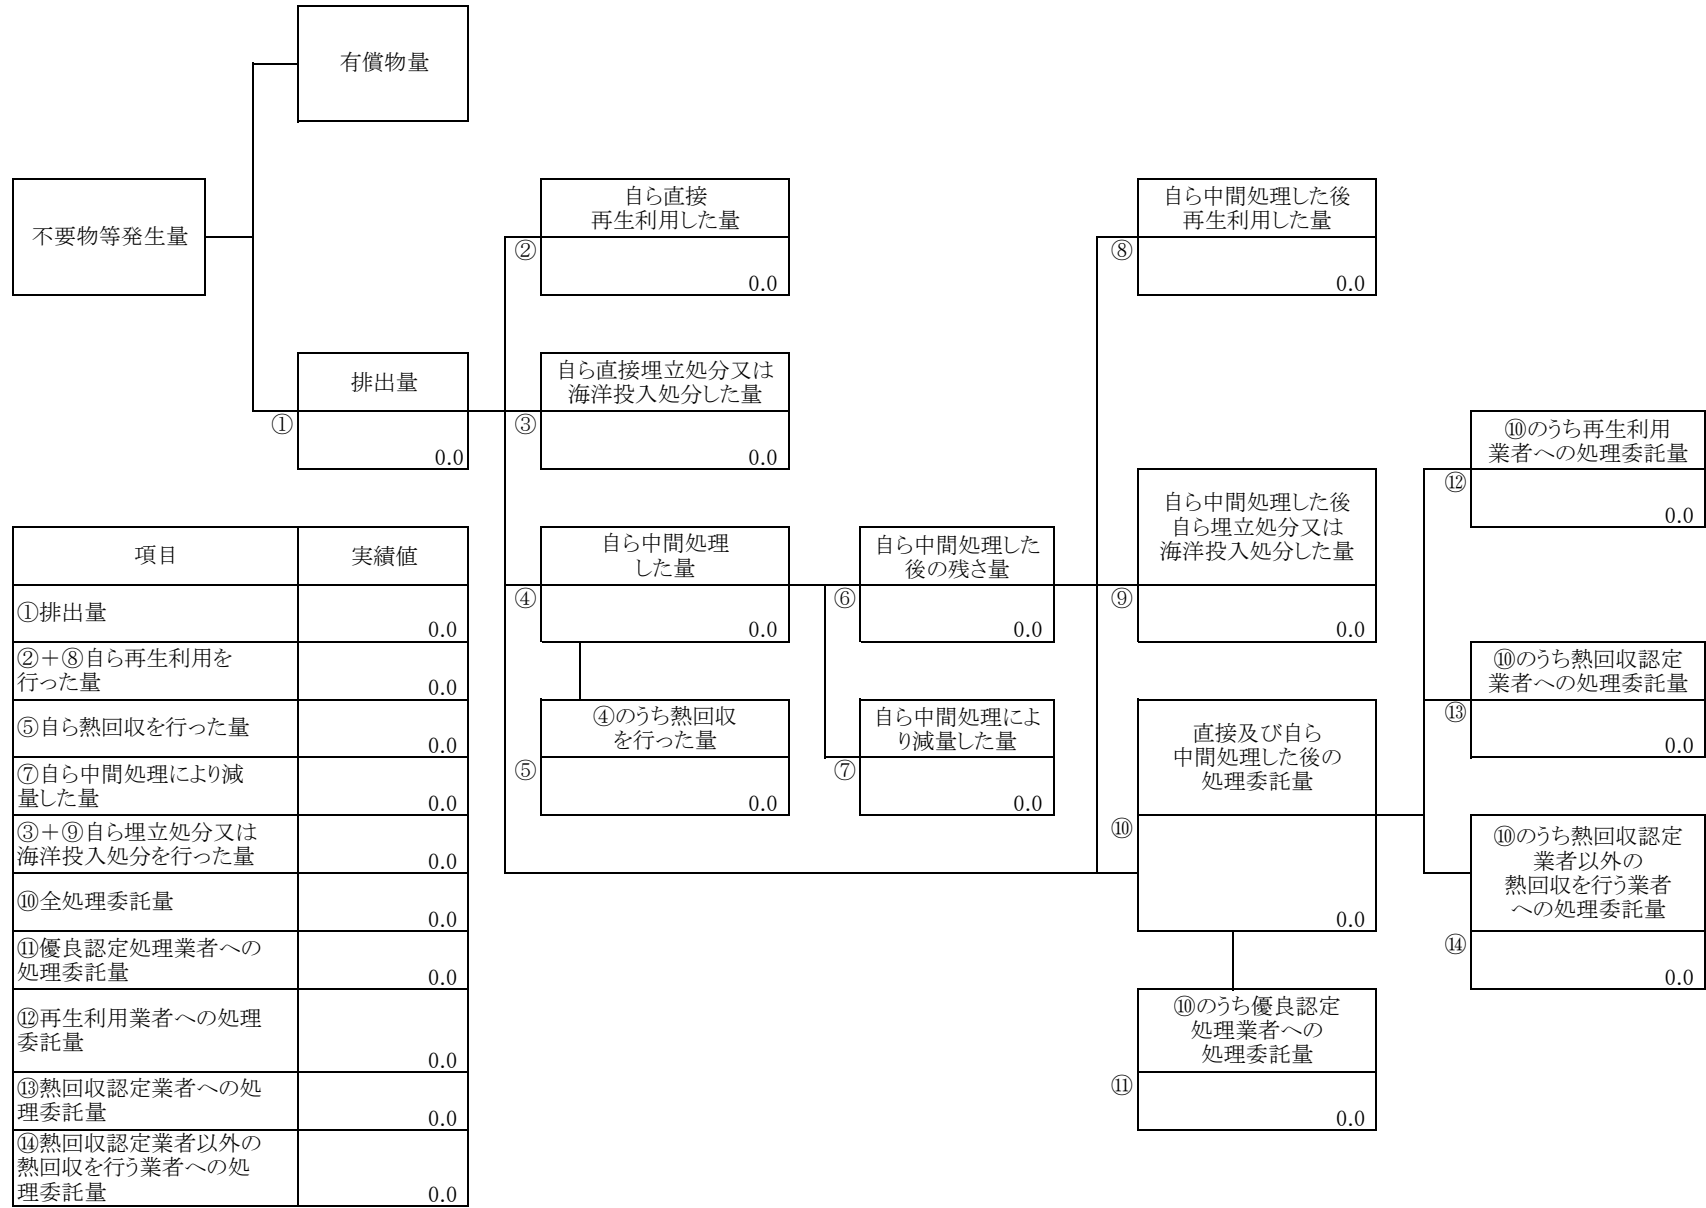 有償物量
不要物等発生量
自ら直接
再生利用した量
②
0.0
自ら中間処理した後
再生利用した量
⑧
0.0
排出量
①
0.0
自ら直接埋立処分又は
海洋投入処分した量
③
0.0
⑩のうち再生利用
業者への処理委託量
⑫
0.0
自ら中間処理した後
自ら埋立処分又は
海洋投入処分した量
⑨
0.0
自ら中間処理
した量
④
0.0
自ら中間処理した
後の残さ量
⑥
0.0
⑩のうち熱回収認定
業者への処理委託量
⑬
0.0
④のうち熱回収
を行った量
⑤
0.0
自ら中間処理によ
り減量した量
⑦
0.0
直接及び自ら
中間処理した後の
処理委託量
⑩
0.0
⑩のうち熱回収認定
業者以外の
熱回収を行う業者
への処理委託量
⑭
0.0
⑩のうち優良認定
処理業者への
処理委託量
⑪
0.0
項目
実績値
①排出量
0.0
②＋⑧自ら再生利用を
行った量
0.0
⑤自ら熱回収を行った量
0.0
⑦自ら中間処理により減
量した量
0.0
③＋⑨自ら埋立処分又は
海洋投入処分を行った量
0.0
⑩全処理委託量
0.0
⑪優良認定処理業者への
処理委託量
0.0
⑫再生利用業者への処理
委託量
0.0
⑬熱回収認定業者への処
理委託量
0.0
⑭熱回収認定業者以外の
熱回収を行う業者への処
理委託量
0.0